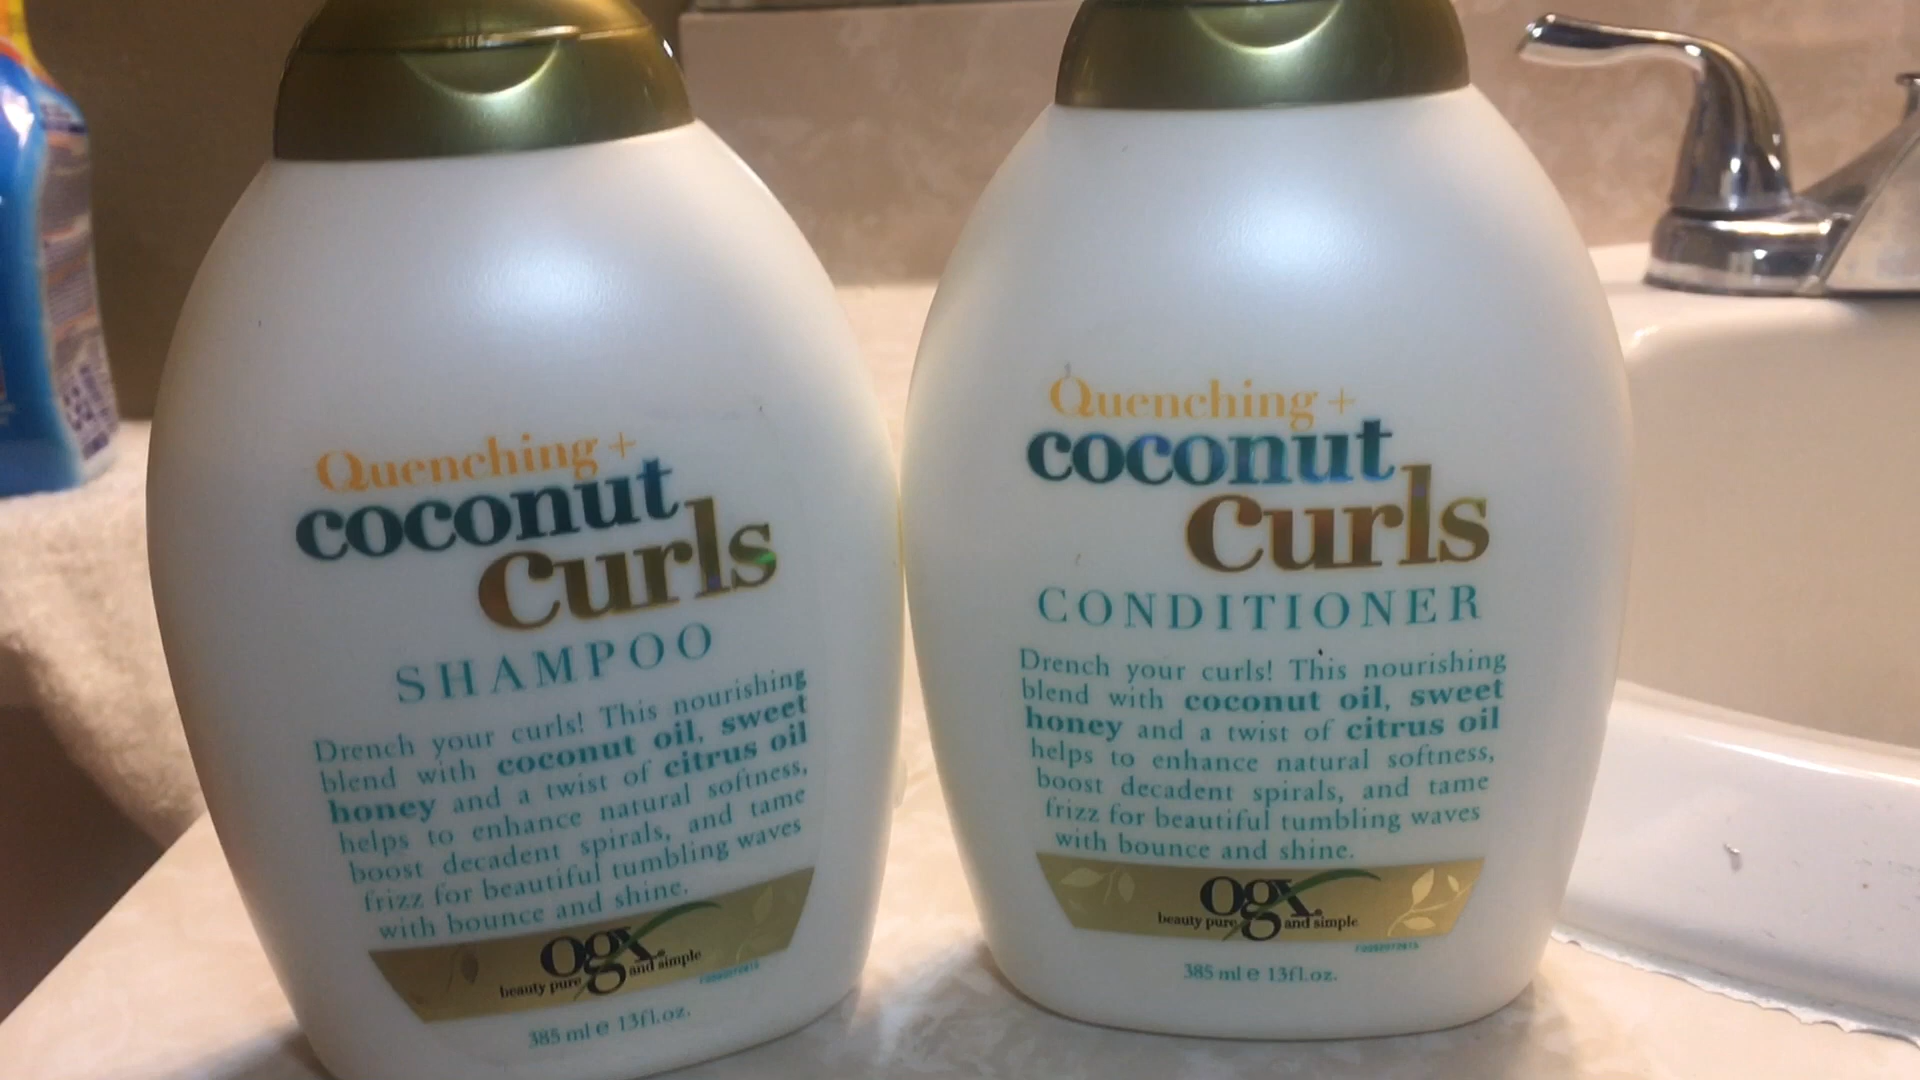 Quenching +
coconut
curls
SHAMPOO
Drench your curls! This nourishing
blend with coconut oil, sweet
honey and a twist of citrus oil
helps to enhance natural softness,
boost decadent spirals, and tame
frizz for beautiful tumbling waves
with bounce and shine.
ogx®
beauty pure and simple
385 ml e 13fl.oz.
Quenching +
coconut
curls
CONDITIONER
Drench your curls! This nourishing
blend with coconut oil, sweet
honey and a twist of citrus oil
helps to enhance natural softness,
boost decadent spirals, and tame
frizz for beautiful tumbling waves
with bounce and shine.
ogx®
beauty pure and simple
385 ml e 13fl.oz.